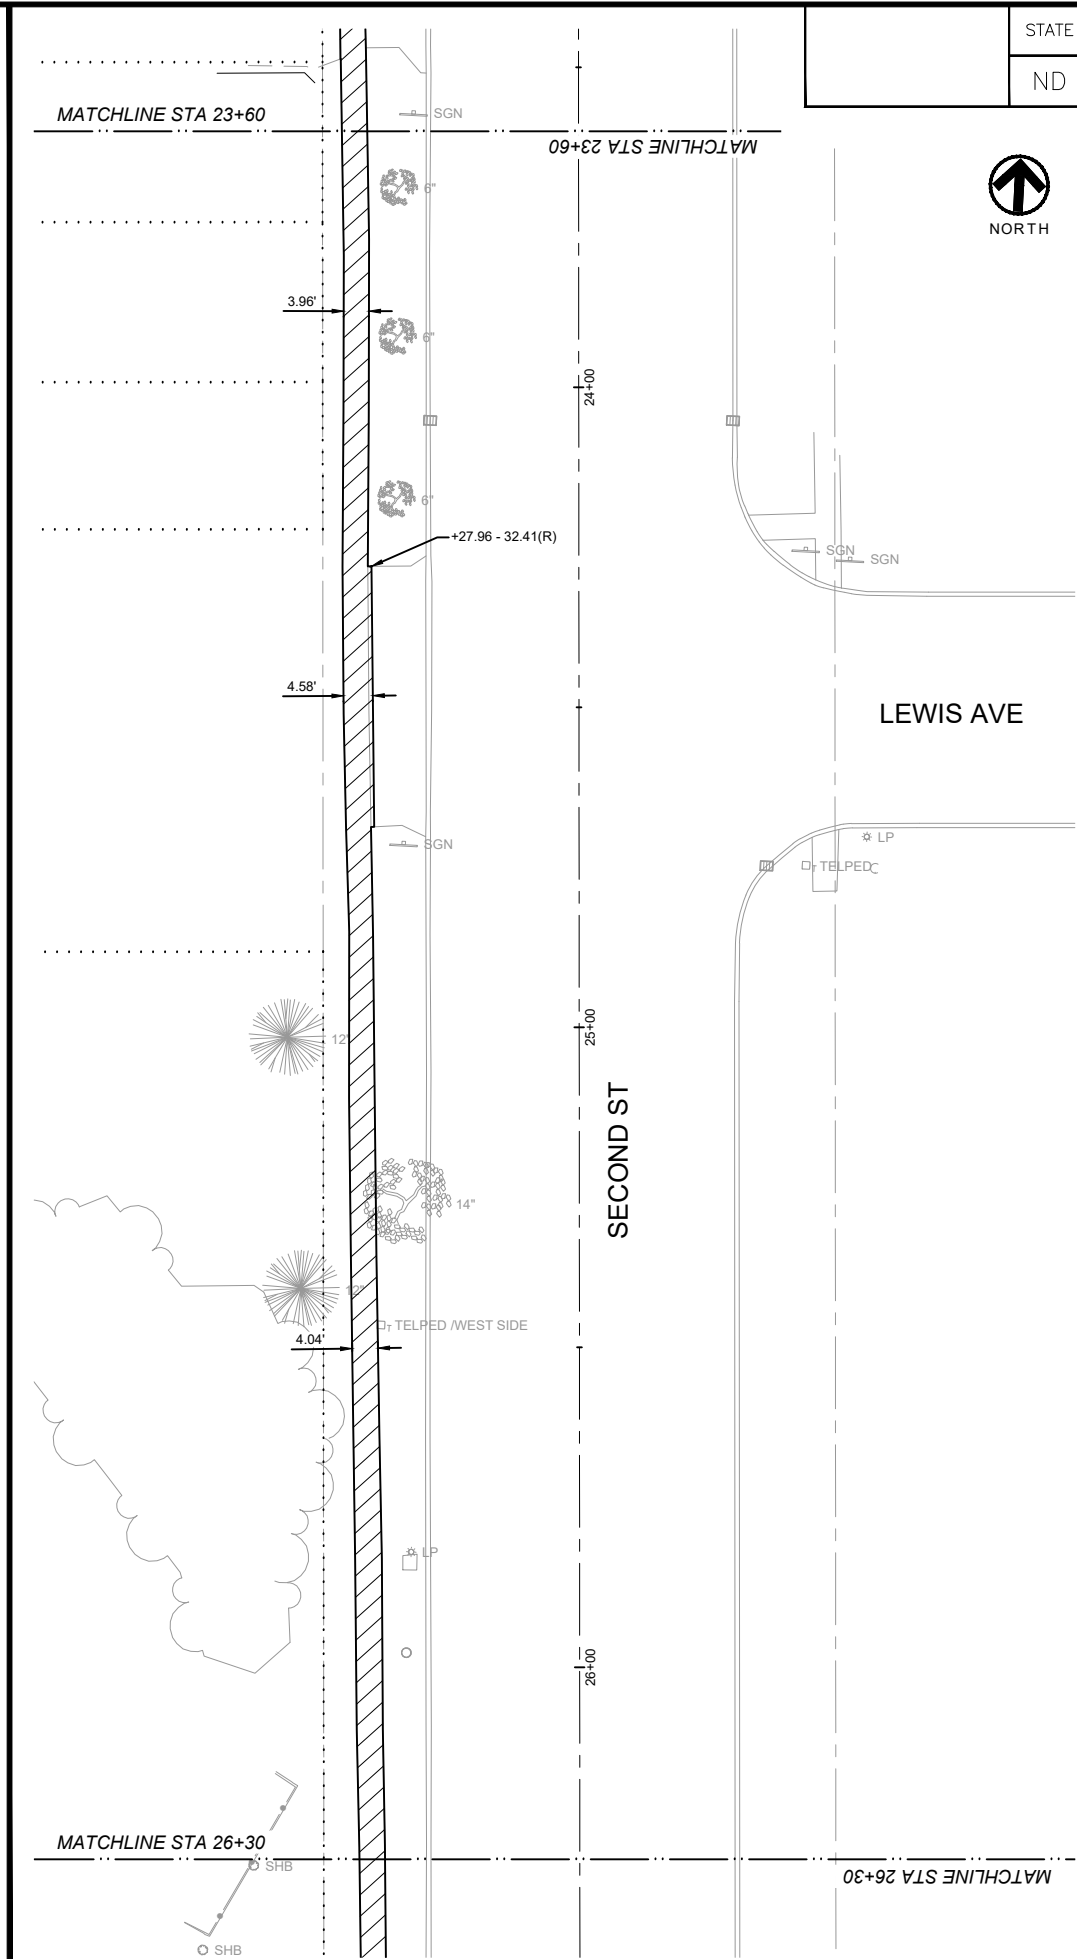 STATE
ND
MATCHLINE STA 23+60
SGN
MATCHLINE STA 23+60
6"
NORTH
3.96'
6"
24+00
6"
+27.96 - 32.41(R)
SGN
SGN
4.58'
LEWIS AVE
SGN
LP
TELPED
25+00
12"
SECOND ST
14"
12"
T TELPED /WEST SIDE
4.04'
LP
26+00
MATCHLINE STA 26+30
SHB
MATCHLINE STA 26+30
SHB